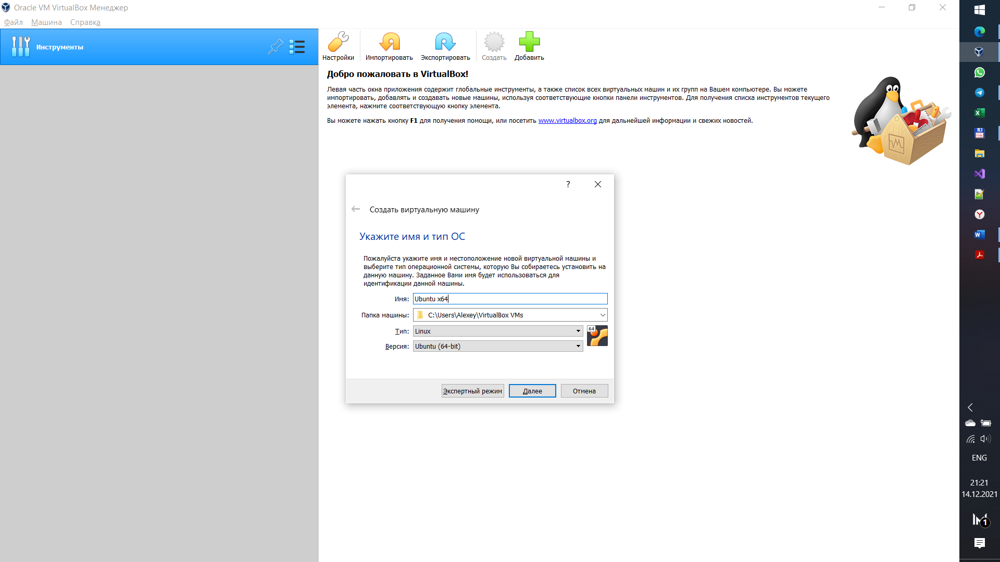 Oracle VM VirtualBox Менеджер
Файл Машина Справка
Инструменты
Настройки Импортировать Экспортировать Создать Добавить
Добро пожаловать в VirtualBox!
Левая часть окна приложения содержит глобальные инструменты, а также список всех виртуальных машин и их групп на Вашем компьютере. Вы можете
импортировать, добавлять и создавать новые машины, используя соответствующие кнопки панели инструментов. Для получения списка инструментов текущего
элемента, нажмите соответствующую кнопку элемента.
Вы можете нажать кнопку F1 для получения помощи, или посетить www.virtualbox.org для дальнейшей информации и свежих новостей.
?
Создать виртуальную машину
Укажите имя и тип ОС
Пожалуйста укажите имя и местоположение новой виртуальной машины и
выберите тип операционной системы, которую Вы собираетесь установить на
данную машину. Заданное Вами имя будет использоваться для
идентификации данной машины.
Имя: Ubuntu x64
Папка машины: C:\Users\Alexey\VirtualBox VMs
Тип: Linux
64
Версия: Ubuntu (64-bit)
Экспертный режим Далее Отмена
ENG
21:21
14.12.2021
1